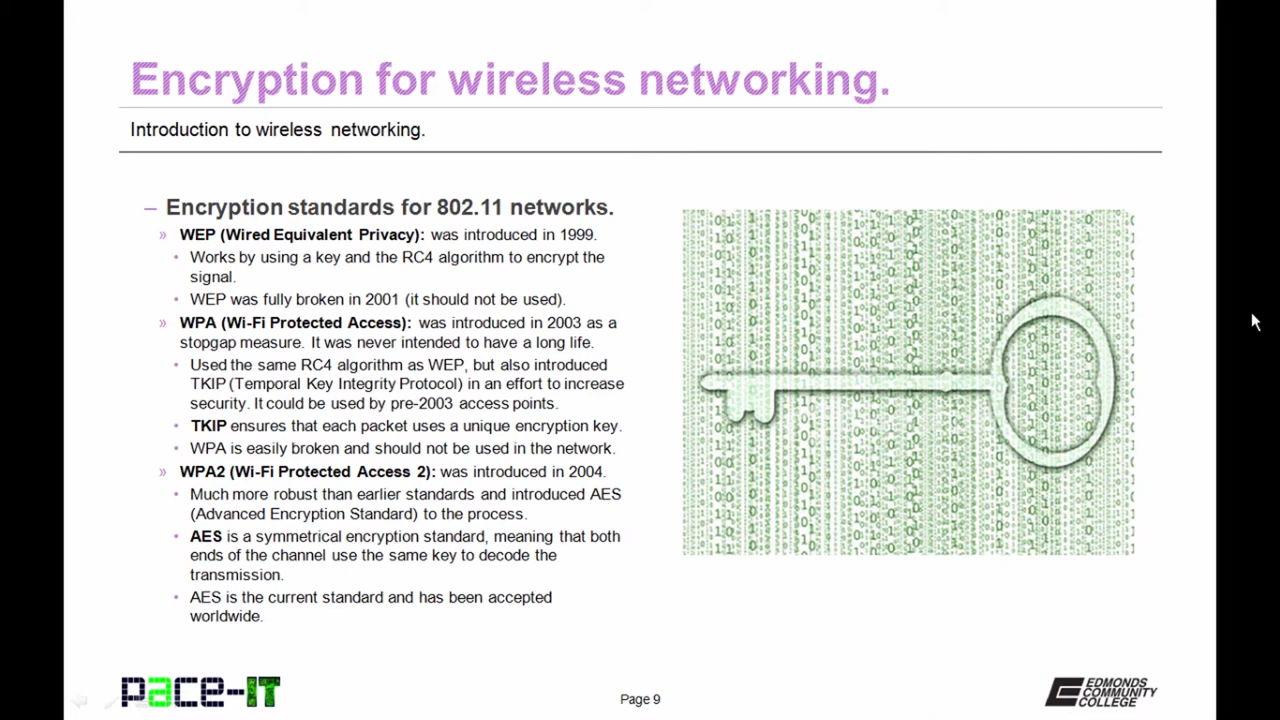 Encryption for wireless networking.
Introduction to wireless networking.
– Encryption standards for 802.11 networks.
» WEP (Wired Equivalent Privacy): was introduced in 1999.
• Works by using a key and the RC4 algorithm to encrypt the
signal.
• WEP was fully broken in 2001 (it should not be used).
» WPA (Wi-Fi Protected Access): was introduced in 2003 as a
stopgap measure. It was never intended to have a long life.
• Used the same RC4 algorithm as WEP, but also introduced
TKIP (Temporal Key Integrity Protocol) in an effort to increase
security. It could be used by pre-2003 access points.
• TKIP ensures that each packet uses a unique encryption key.
• WPA is easily broken and should not be used in the network.
» WPA2 (Wi-Fi Protected Access 2): was introduced in 2004.
• Much more robust than earlier standards and introduced AES
(Advanced Encryption Standard) to the process.
• AES is a symmetrical encryption standard, meaning that both
ends of the channel use the same key to decode the
transmission.
• AES is the current standard and has been accepted
worldwide.
pace-IT
Page 9
EDMONDS
COMMUNITY
COLLEGE